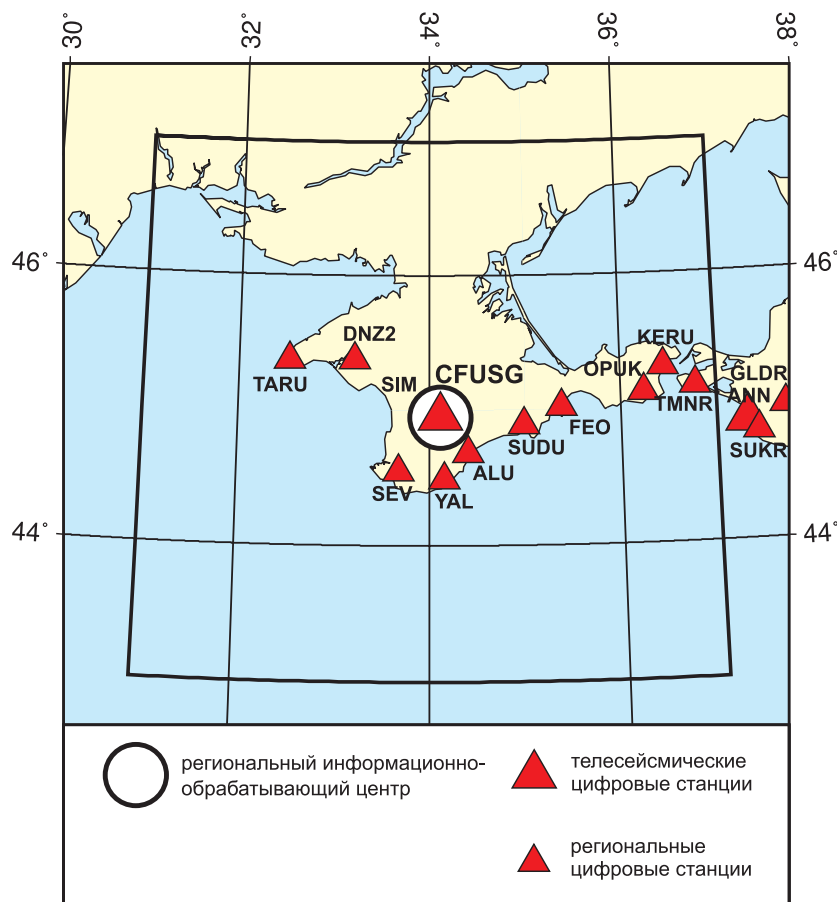 30°
32°
34°
36°
38°
46°
46°
KERU
DNZ2
OPUK
GLDR
CFUSG
TARU
SIM
TMNR
ANN
FEO
SUDU
SUKR
ALU
SEV
YAL
44°
44°
региональный информационно-
обрабатывающий центр
телесейсмические
цифровые станции
региональные
цифровые станции